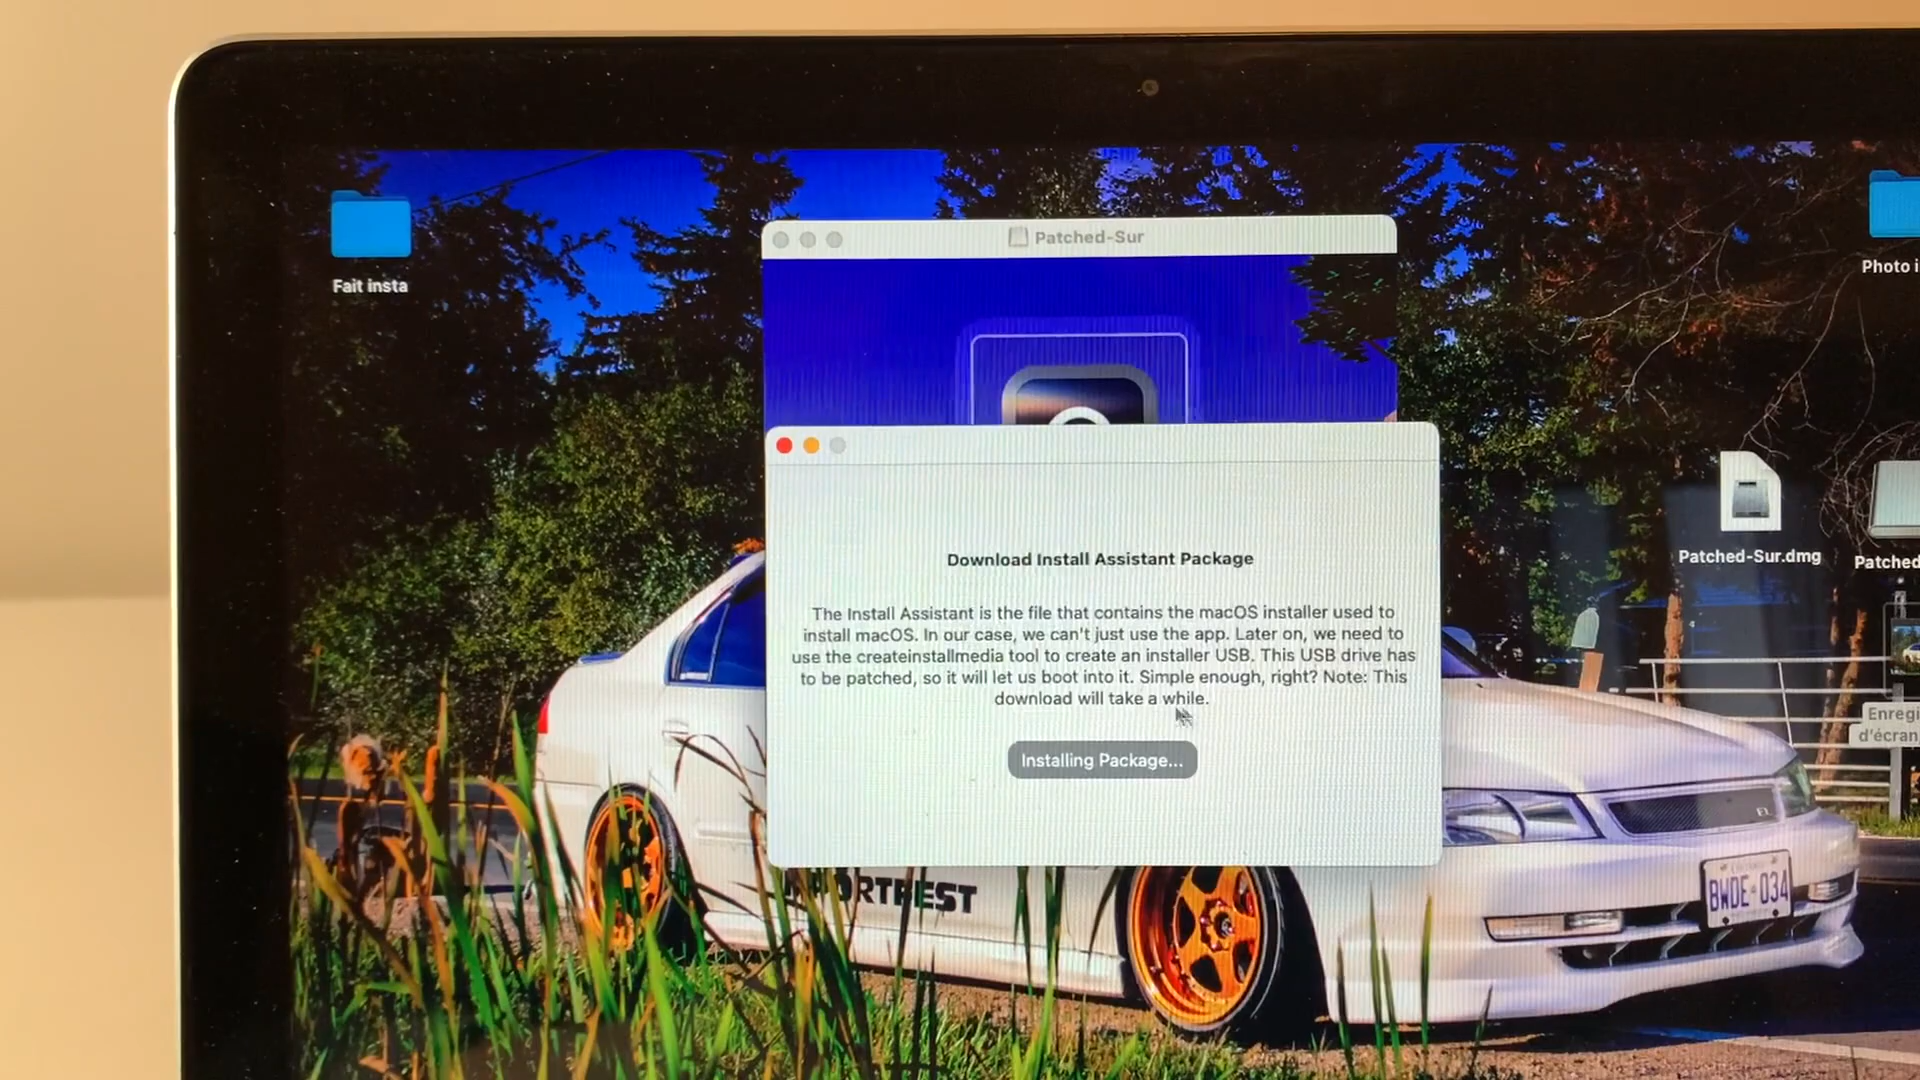 Patched-Sur
Fait insta
Photo i
Download Install Assistant Package
The Install Assistant is the file that contains the macOS installer used to
install macOS. In our case, we can't just use the app. Later on, we need to
use the createinstallmedia tool to create an installer USB. This USB drive has
to be patched, so it will let us boot into it. Simple enough, right? Note: This
download will take a while.
Installing Package...
Patched-Sur.dmg
Patched
Enregi
d'écran
ORTFEST
BWDE 034